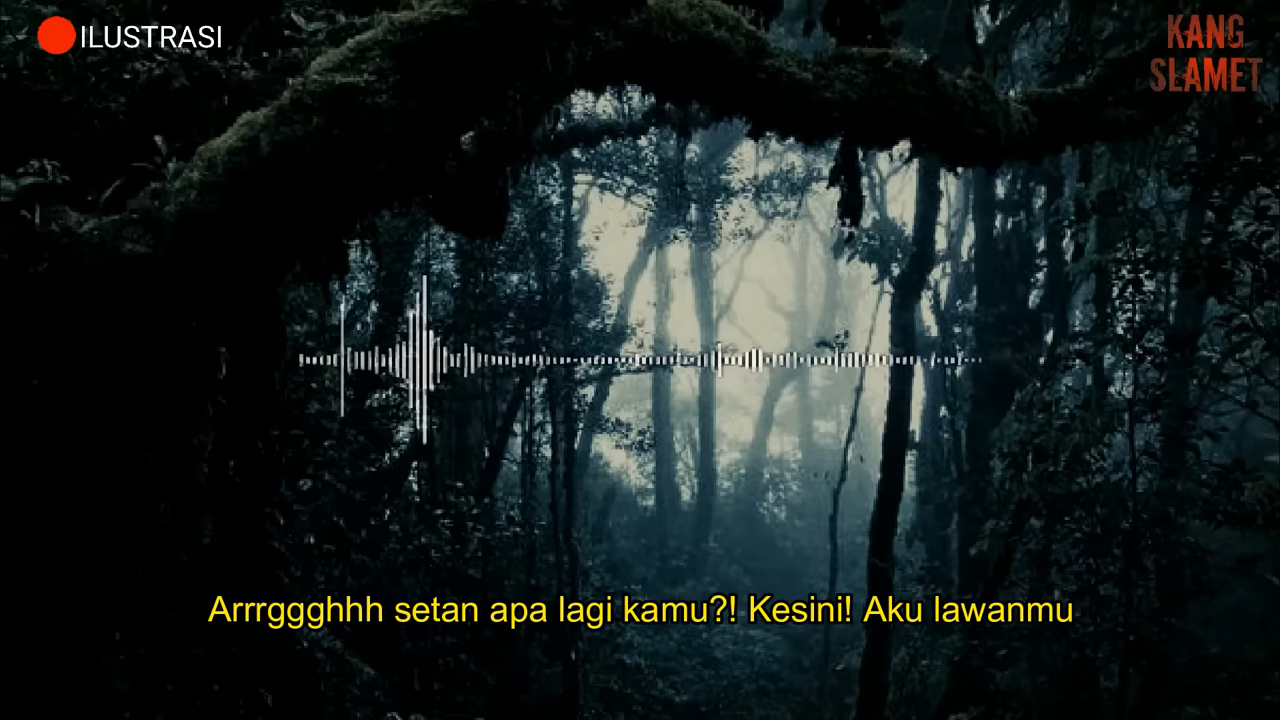 ILUSTRASI
KANG
SLAMET
Arrrggghhh setan apa lagi kamu?! Kesini! Aku lawanmu